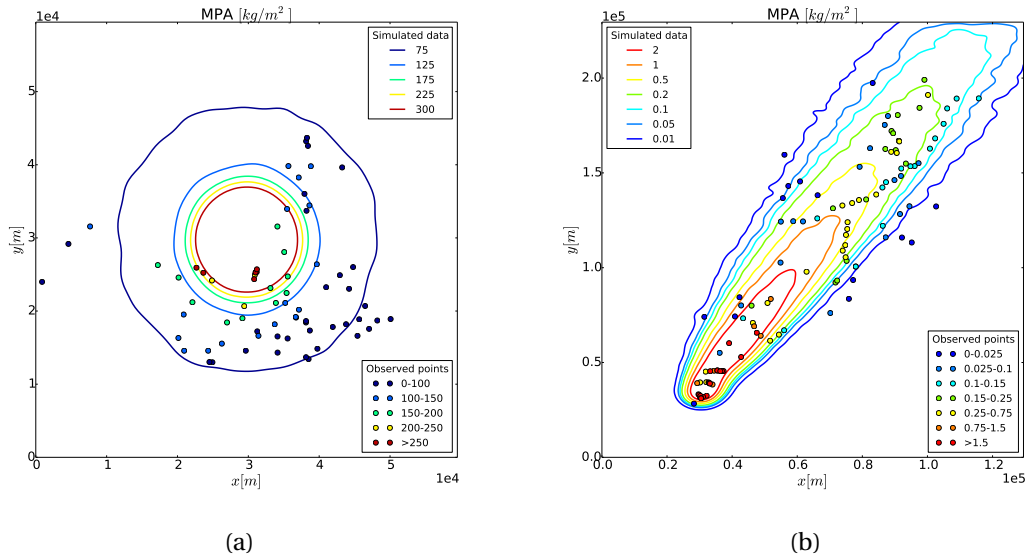 MPA [kg/m²]
1e4
Simulated data
75
125
175
225
300
5
4
3
2
1
0
y[m]
Observed points
0-100
100-150
150-200
200-250
>250
0 1 2 3 4 5
1e4
x[m]
(a)
MPA [kg/m²]
1e5
Simulated data
2
1
0.5
0.2
0.1
0.05
0.01
2.0
1.5
1.0
0.5
0.0
y[m]
Observed points
0-0.025
0.025-0.1
0.1-0.15
0.15-0.25
0.25-0.75
0.75-1.5
>1.5
0.0 0.2 0.4 0.6 0.8 1.0 1.2
1e5
x[m]
(b)